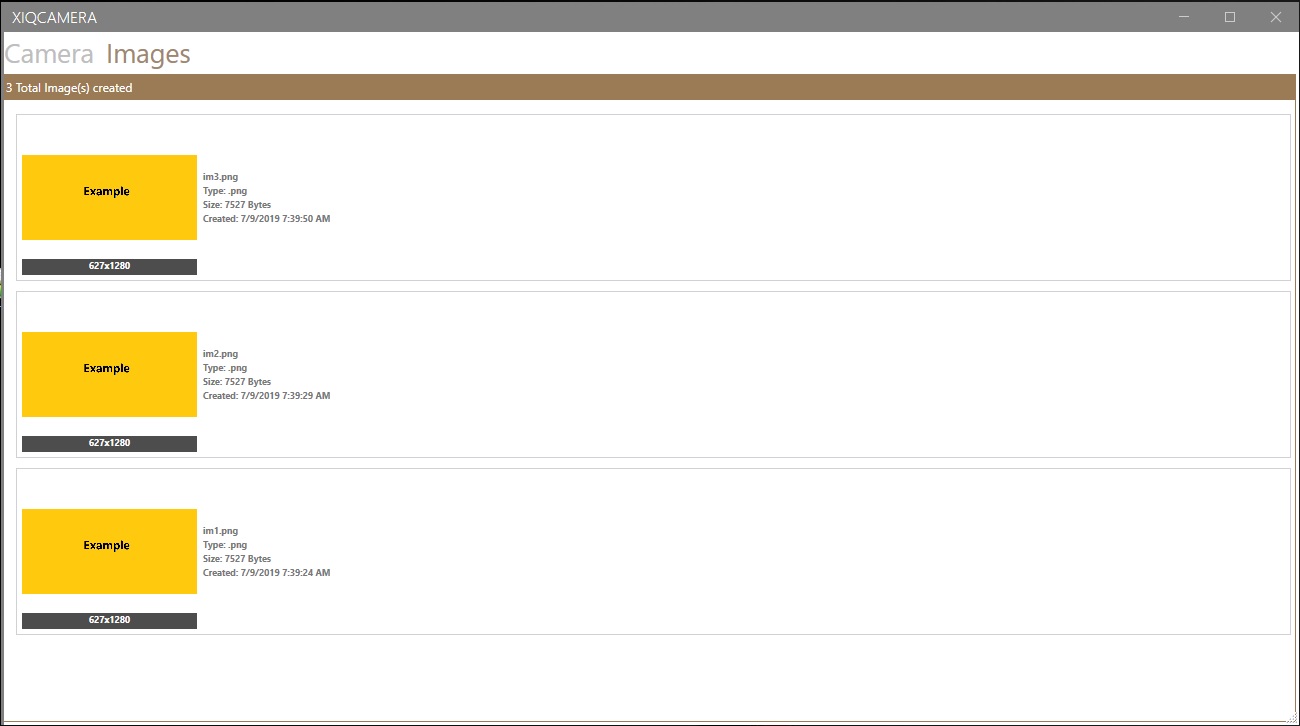 XIQCAMERA
Camera Images
3 Total Image(s) created
Example
im3.png
Type: .png
Size: 7527 Bytes
Created: 7/9/2019 7:39:50 AM
627x1280
Example
im2.png
Type: .png
Size: 7527 Bytes
Created: 7/9/2019 7:39:29 AM
627x1280
Example
im1.png
Type: .png
Size: 7527 Bytes
Created: 7/9/2019 7:39:24 AM
627x1280